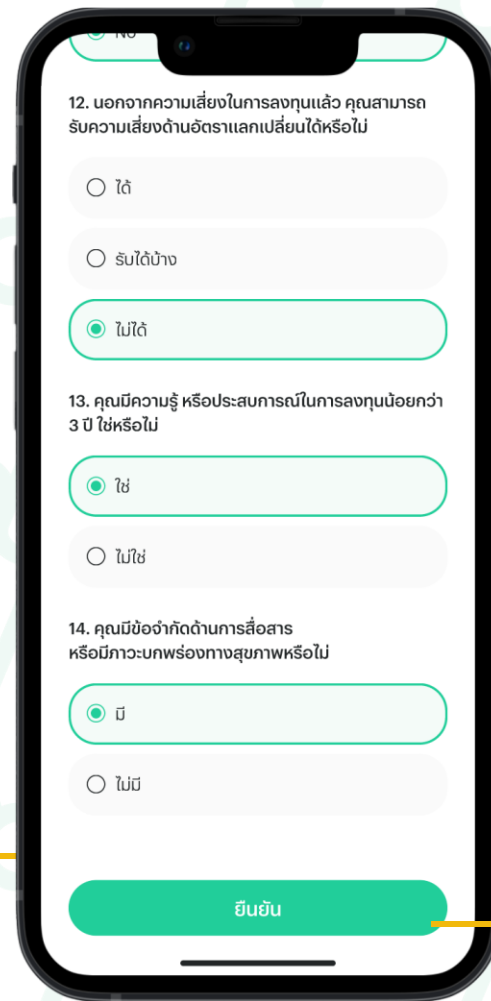 No
12. นอกจากความเสี่ยงในการลงทุนแล้ว คุณสามารถ
รับความเสี่ยงด้านอัตราแลกเปลี่ยนได้หรือไม่
ได้
รับได้บ้าง
ไม่ได้
13. คุณมีความรู้ หรือประสบการณ์ในการลงทุนน้อยกว่า
3 ปี ใช่หรือไม่
ใช่
ไม่ใช่
14. คุณมีข้อจำกัดด้านการสื่อสาร
หรือมีภาวะบกพร่องทางสุขภาพหรือไม่
มี
ไม่มี
ยืนยัน